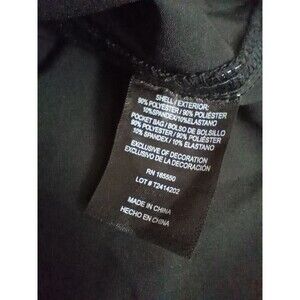 SHELL / EXTERIOR:
90% POLYESTER / 90% POLIÉSTER
10% SPANDEX / 10% ELASTANO
POCKET BAG / BOLSO DE BOLSILLO
90% POLYESTER / 90% POLIÉSTER
10% SPANDEX / 10% ELASTANO
EXCLUSIVE OF DECORATION
EXCLUSIVO DE LA DECORACIÓN
RN 185550
LOT # T2414202
MADE IN CHINA
HECHO EN CHINA